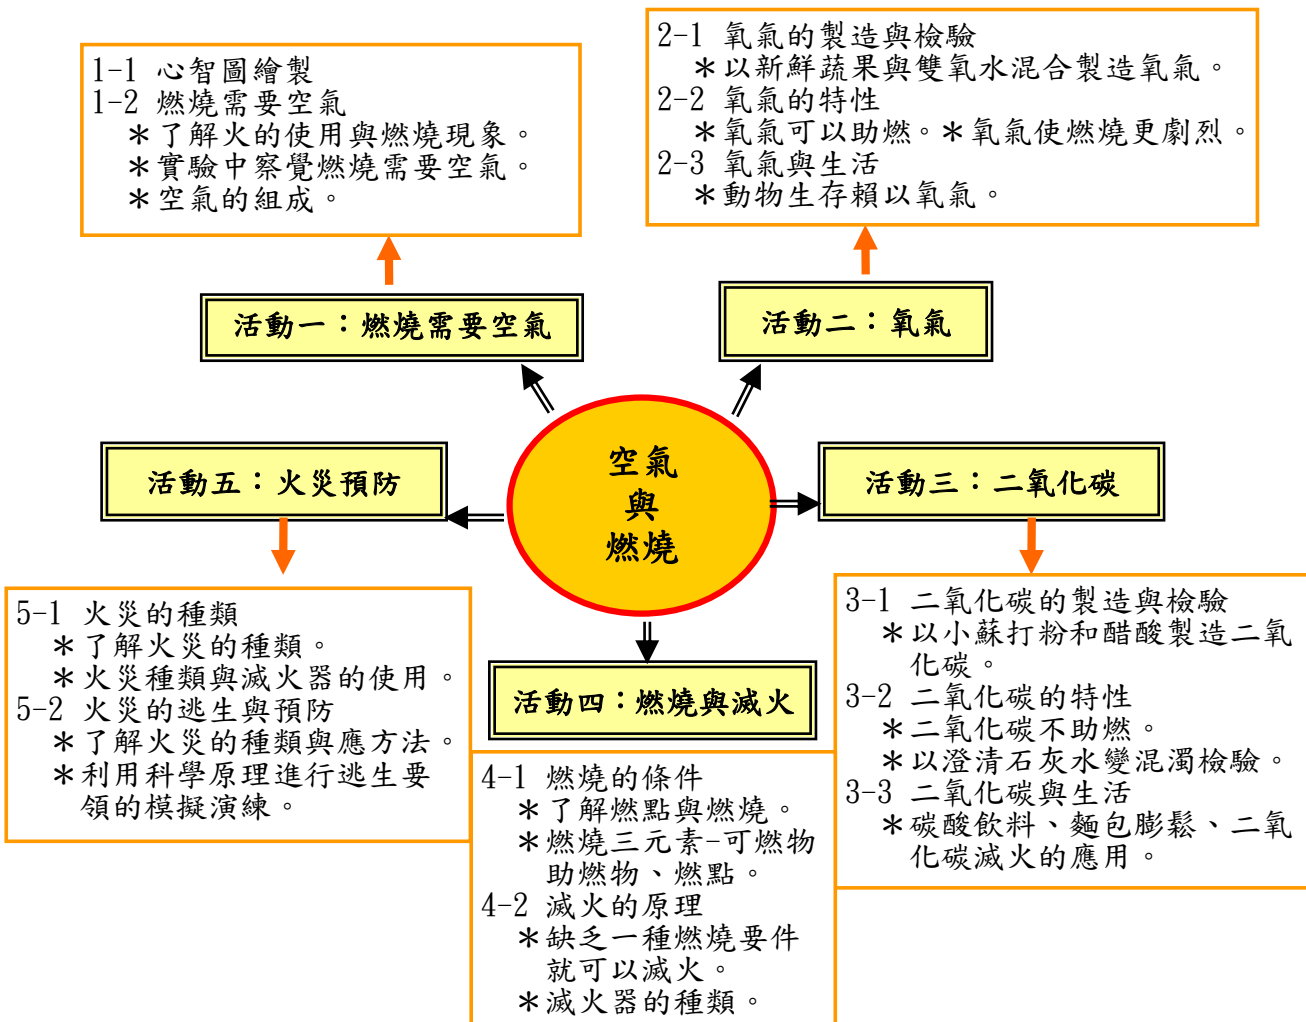 1-1 心智圖繪製
1-2 燃燒需要空氣
＊了解火的使用與燃燒現象。
＊實驗中察覺燃燒需要空氣。
＊空氣的組成。
2-1 氧氣的製造與檢驗
＊以新鮮蔬果與雙氧水混合製造氧氣。
2-2 氧氣的特性
＊氧氣可以助燃。＊氧氣使燃燒更劇烈。
2-3 氧氣與生活
＊動物生存賴以氧氣。
活動一：燃燒需要空氣
活動二：氧氣
空氣
與
燃燒
活動五：火災預防
活動三：二氧化碳
5-1 火災的種類
＊了解火災的種類。
＊火災種類與滅火器的使用。
5-2 火災的逃生與預防
＊了解火災的種類與應方法。
＊利用科學原理進行逃生要
領的模擬演練。
活動四：燃燒與滅火
4-1 燃燒的條件
＊了解燃點與燃燒。
＊燃燒三元素-可燃物
助燃物、燃點。
4-2 滅火的原理
＊缺乏一種燃燒要件
就可以滅火。
＊滅火器的種類。
3-1 二氧化碳的製造與檢驗
＊以小蘇打粉和醋酸製造二氧
化碳。
3-2 二氧化碳的特性
＊二氧化碳不助燃。
＊以澄清石灰水變混濁檢驗。
3-3 二氧化碳與生活
＊碳酸飲料、麵包膨鬆、二氧
化碳滅火的應用。